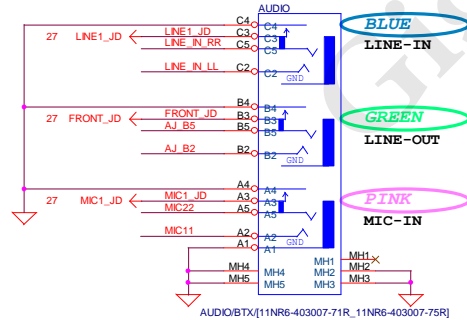 AUDIO
C4 C4 BLUE
27 LINE1_JD LINE1_JD C3 C3
LINE_IN_RR C5 C5 LINE-IN
LINE_IN_LL C2 C2
GND
B4 B4 GREEN
27 FRONT_JD FRONT_JD B3 B3
AJ_B5 B5 B5 LINE-OUT
AJ_B2 B2 B2
GND
A4 A4 PINK
27 MIC1_JD MIC1_JD A3 A3
MIC22 A5 A5 MIC-IN
MIC11 A2 A2
A1 A1 GND
MH1
MH4 MH4 MH2 MH2
MH5 MH5 MH3 MH3
AUDIO/BTX/[11NR6-403007-71R_11NR6-403007-75R]